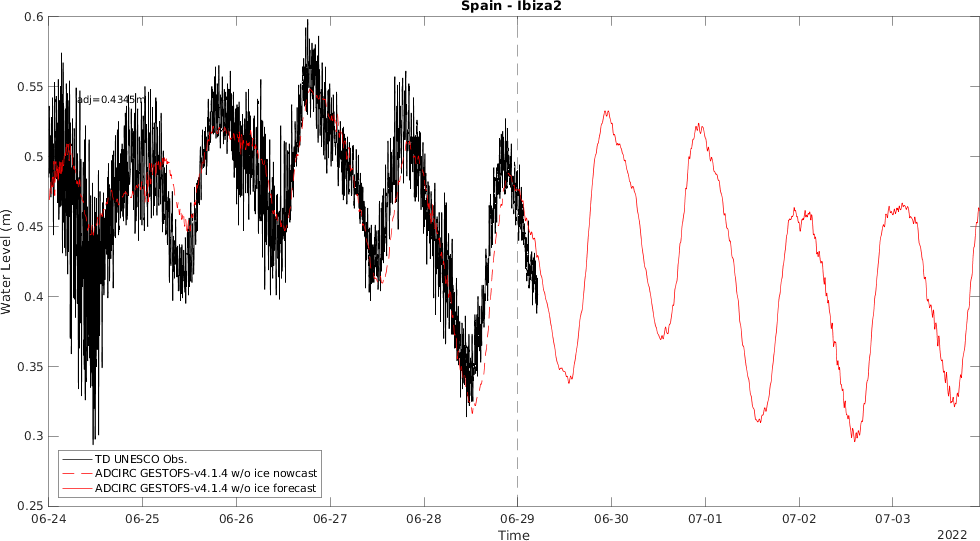 Spain - Ibiza2
0.6
0.55
0.5
0.45
0.4
0.35
0.3
0.25
Water Level (m)
adj=0.4345m
TD UNESCO Obs.
ADCIRC GESTOFS-v4.1.4 w/o ice nowcast
ADCIRC GESTOFS-v4.1.4 w/o ice forecast
06-24 06-25 06-26 06-27 06-28 06-29 06-30 07-01 07-02 07-03
Time
2022